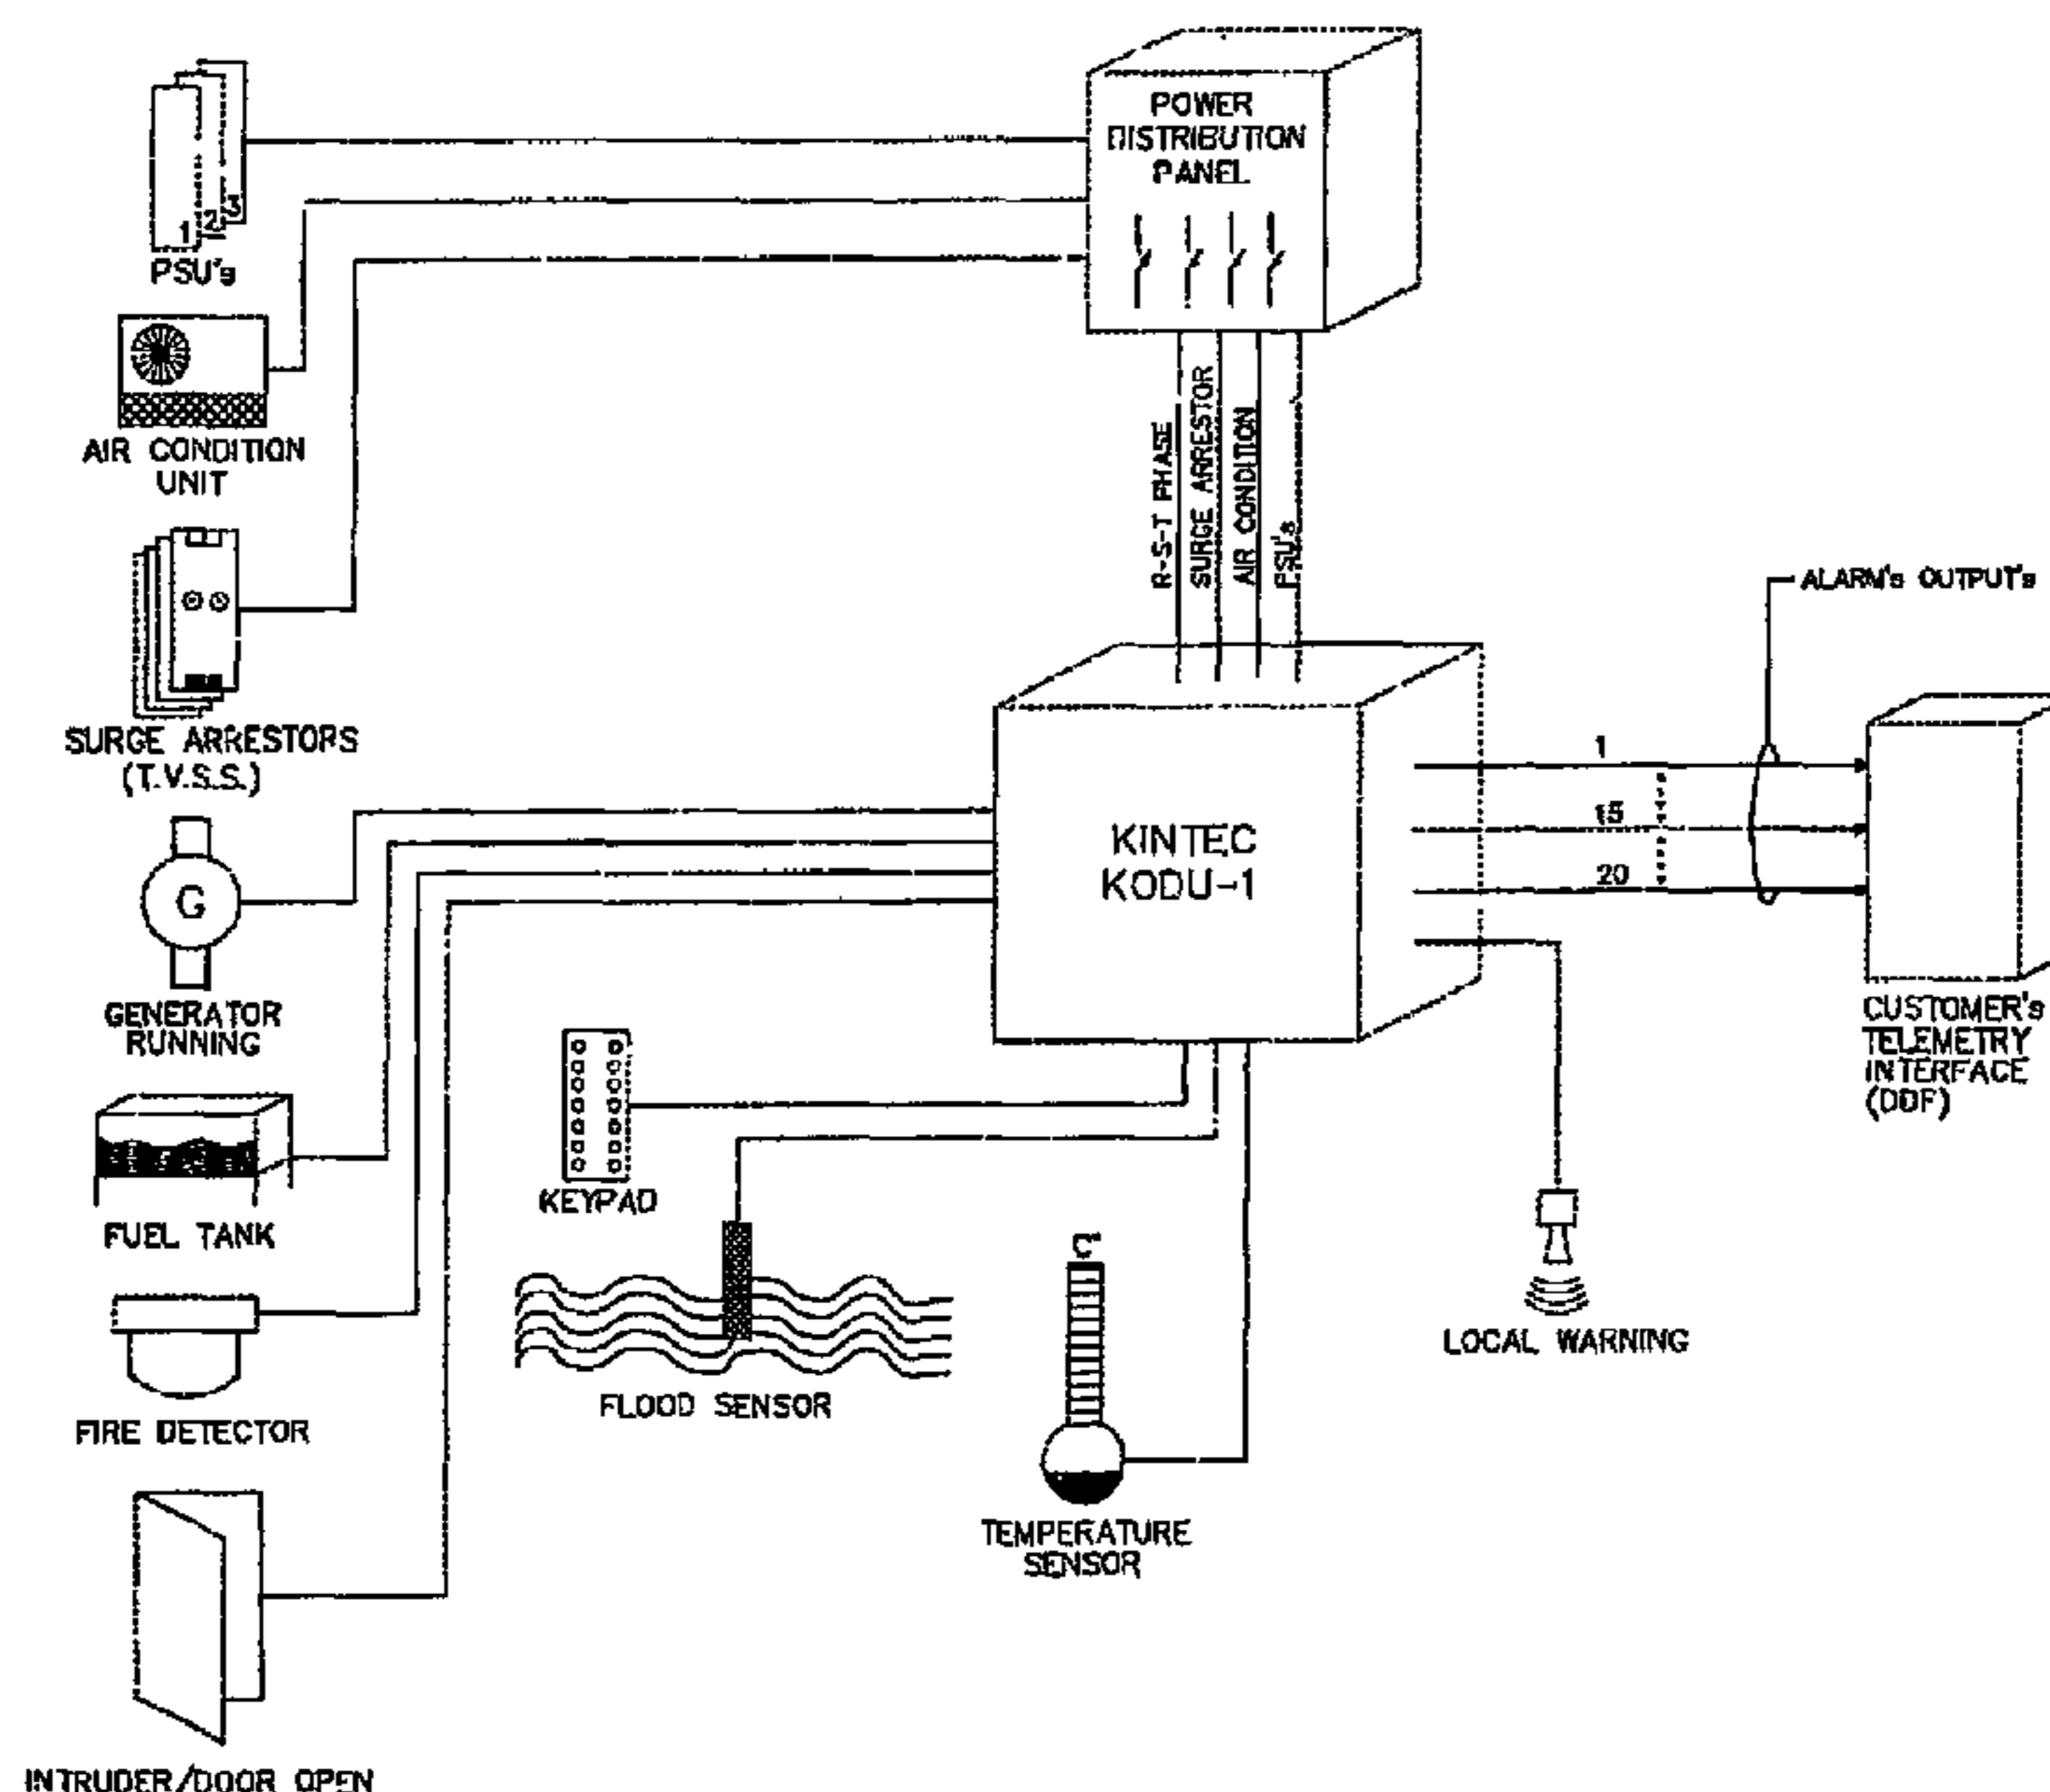 POWER
DISTRIBUTION
PANEL
1
2
3
PSU's
AIR CONDITION
UNIT
R-S-T PHASE
SURGE ARRESTOR
AIR CONDITION
PSU's
ALARM's OUTPUT's
SURGE ARRESTORS
(T.V.S.S.)
1
15
20
KINTEC
KODU-1
G
GENERATOR
RUNNING
CUSTOMER's
TELEMETRY
INTERFACE
(DDF)
KEYPAD
FUEL TANK
C°
LOCAL WARNING
FLOOD SENSOR
FIRE DETECTOR
TEMPERATURE
SENSOR
INTRUDER/DOOR OPEN